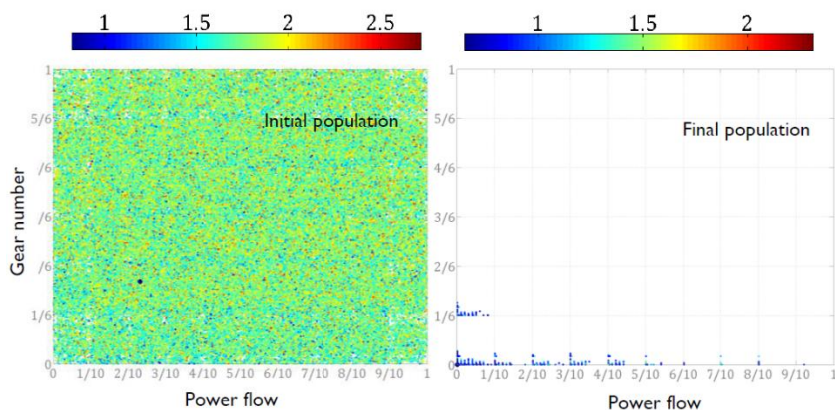 1 1.5 2 2.5
1 1.5 2
1
5/6
/6
/6
/6
1/6
0
Gear number
Initial population
0 1/10 2/10 3/10 4/10 5/10 6/10 7/10 8/10 9/10 1
Power flow
1
5/6
4/6
3/6
2/6
1/6
0
Final population
0 1/10 2/10 3/10 4/10 5/10 6/10 7/10 8/10 9/10 1
Power flow